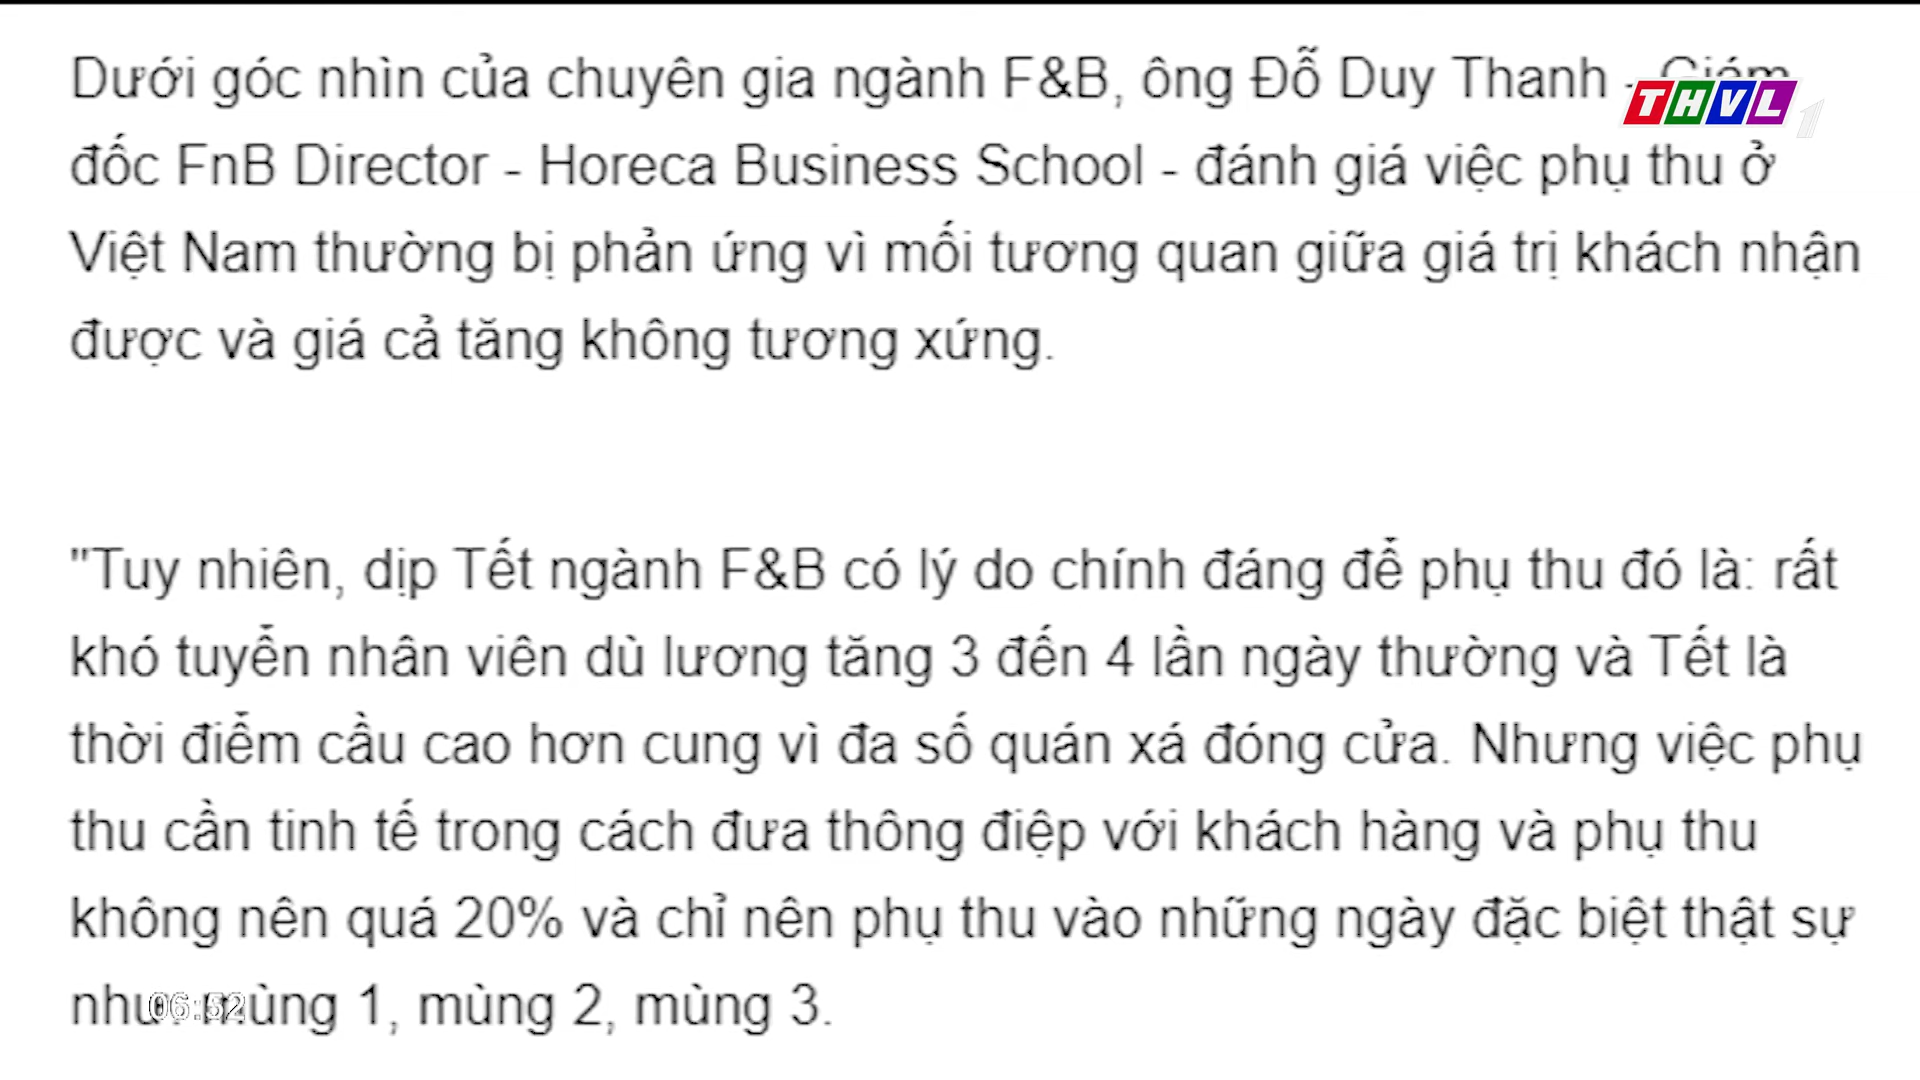 Dưới góc nhìn của chuyên gia ngành F&B, ông Đỗ Duy Thanh - Giám
THVL 1
đốc FnB Director - Horeca Business School - đánh giá việc phụ thu ở
Việt Nam thường bị phản ứng vì mối tương quan giữa giá trị khách nhận
được và giá cả tăng không tương xứng.
"Tuy nhiên, dịp Tết ngành F&B có lý do chính đáng để phụ thu đó là: rất
khó tuyển nhân viên dù lương tăng 3 đến 4 lần ngày thường và Tết là
thời điểm cầu cao hơn cung vì đa số quán xá đóng cửa. Nhưng việc phụ
thu cần tinh tế trong cách đưa thông điệp với khách hàng và phụ thu
không nên quá 20% và chỉ nên phụ thu vào những ngày đặc biệt thật sự
như: mùng 1, mùng 2, mùng 3.
06:52